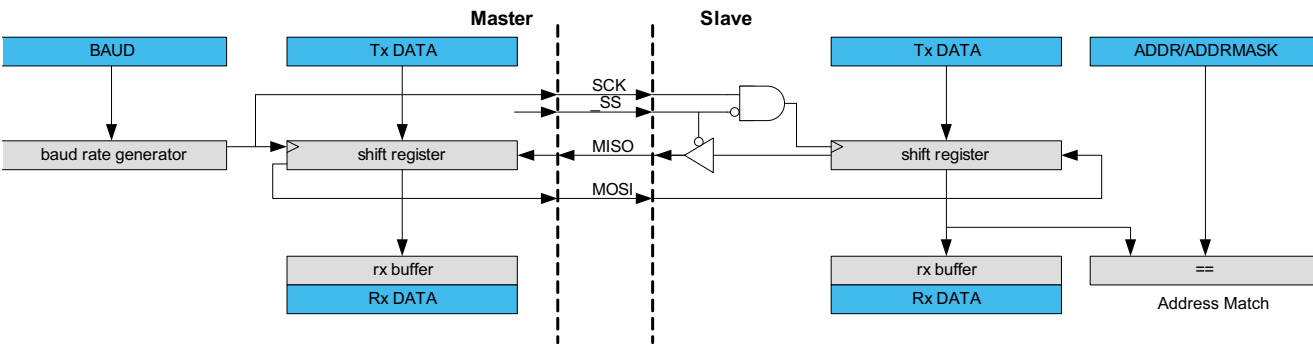 Master
Slave
BAUD
Tx DATA
Tx DATA
ADDR/ADDRMASK
SCK
_SS
baud rate generator
shift register
MISO
shift register
MOSI
rx buffer
rx buffer
==
Rx DATA
Rx DATA
Address Match